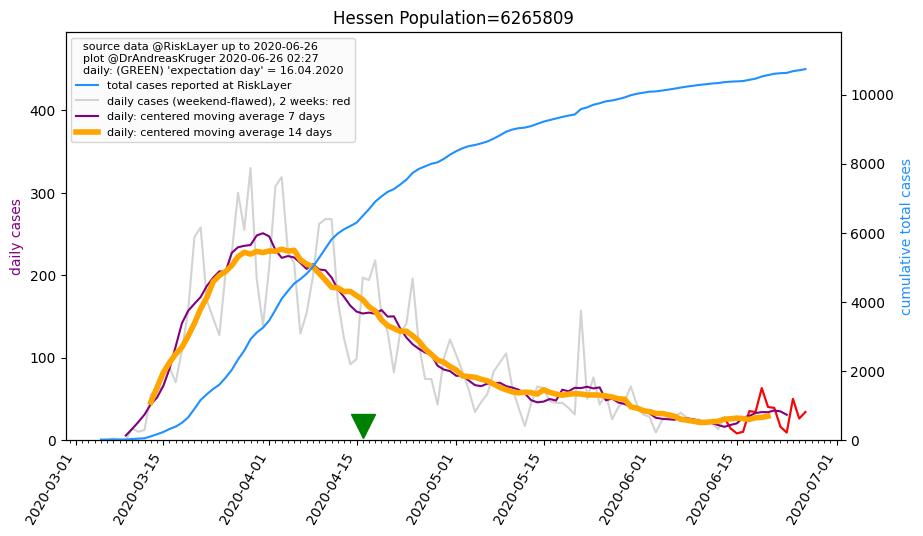 Hessen Population=6265809
source data @RiskLayer up to 2020-06-26
plot @DrAndreasKruger 2020-06-26 02:27
daily: (GREEN) 'expectation day' = 16.04.2020
total cases reported at RiskLayer
daily cases (weekend-flawed), 2 weeks: red
daily: centered moving average 7 days
daily: centered moving average 14 days
daily cases
400
300
200
100
0
cumulative total cases
10000
8000
6000
4000
2000
0
2020-03-01
2020-03-15
2020-04-01
2020-04-15
2020-05-01
2020-05-15
2020-06-01
2020-06-15
2020-07-01